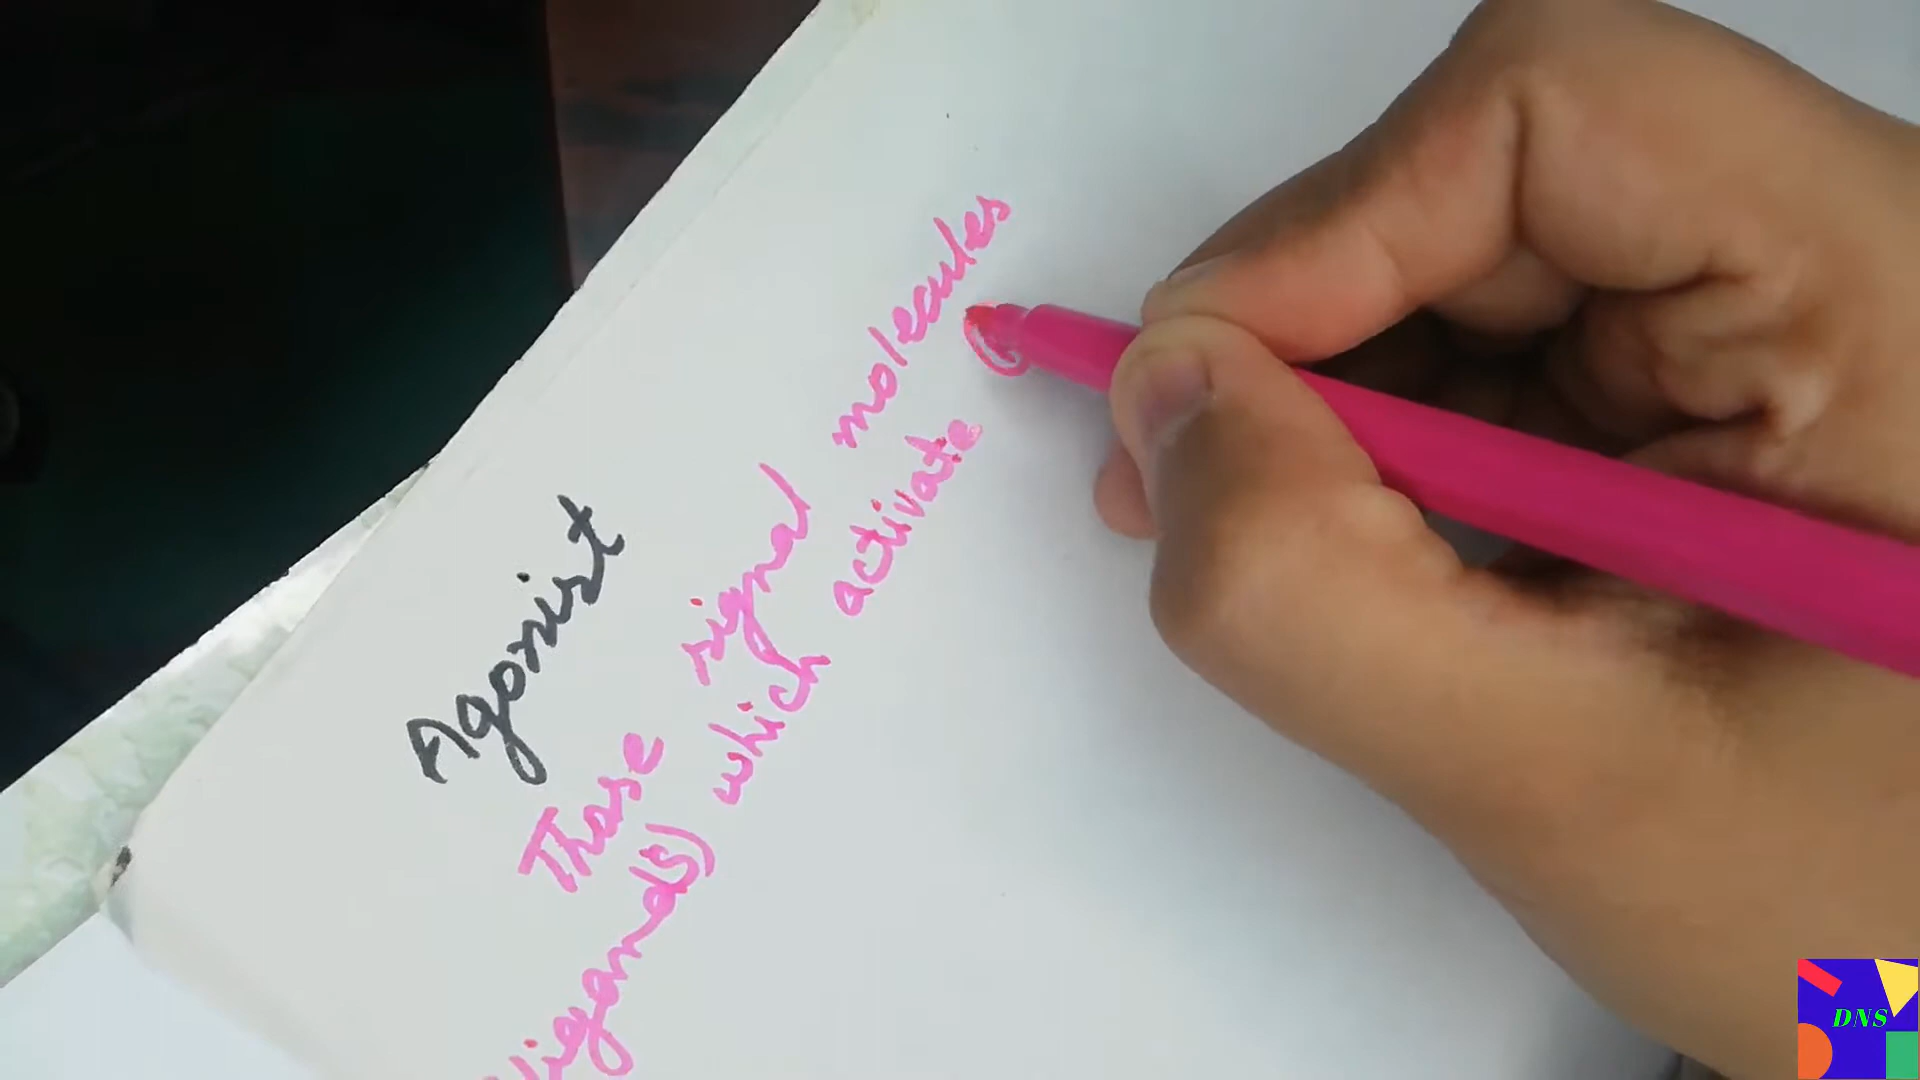 Agonist
Those signal molecules
ligands) which activate
DNS